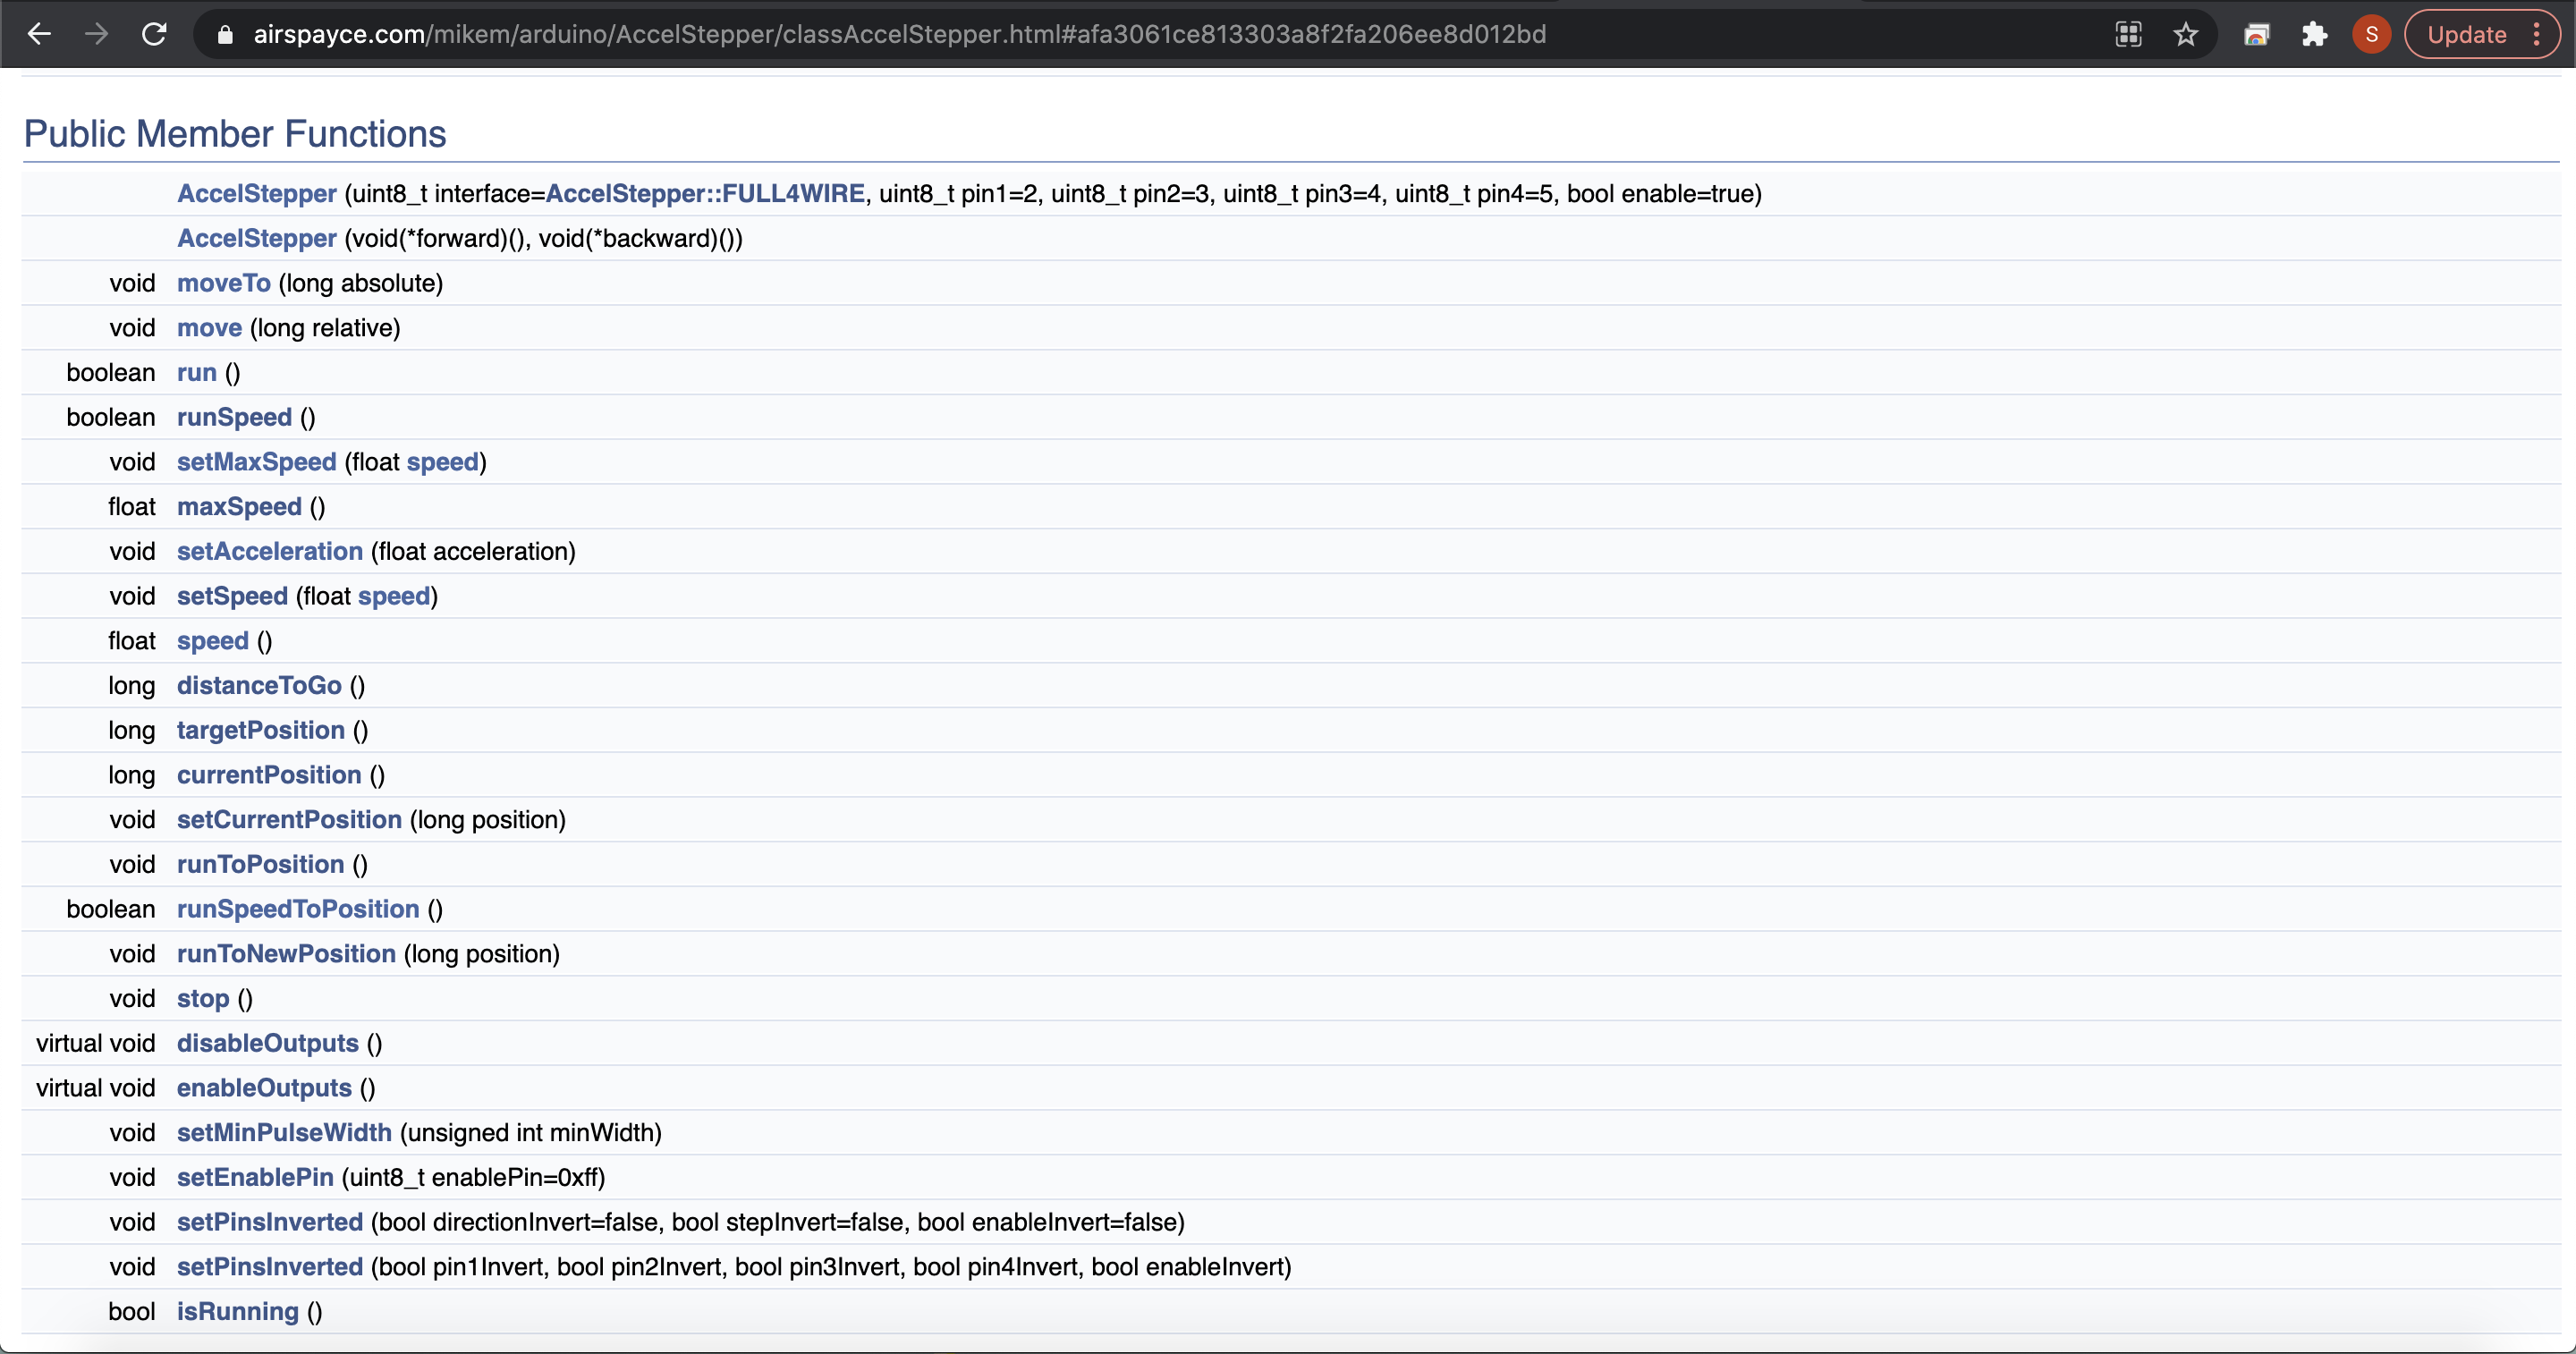 airspayce.com/mikem/arduino/AccelStepper/classAccelStepper.html#afa3061ce813303a8f2fa206ee8d012bd S Update
Public Member Functions
AccelStepper (uint8_t interface=AccelStepper::FULL4WIRE, uint8_t pin1=2, uint8_t pin2=3, uint8_t pin3=4, uint8_t pin4=5, bool enable=true)
AccelStepper (void(*forward)(), void(*backward)())
void moveTo (long absolute)
void move (long relative)
boolean run ()
boolean runSpeed ()
void setMaxSpeed (float speed)
float maxSpeed ()
void setAcceleration (float acceleration)
void setSpeed (float speed)
float speed ()
long distanceToGo ()
long targetPosition ()
long currentPosition ()
void setCurrentPosition (long position)
void runToPosition ()
boolean runSpeedToPosition ()
void runToNewPosition (long position)
void stop ()
virtual void disableOutputs ()
virtual void enableOutputs ()
void setMinPulseWidth (unsigned int minWidth)
void setEnablePin (uint8_t enablePin=0xff)
void setPinsInverted (bool directionInvert=false, bool stepInvert=false, bool enableInvert=false)
void setPinsInverted (bool pin1Invert, bool pin2Invert, bool pin3Invert, bool pin4Invert, bool enableInvert)
bool isRunning ()